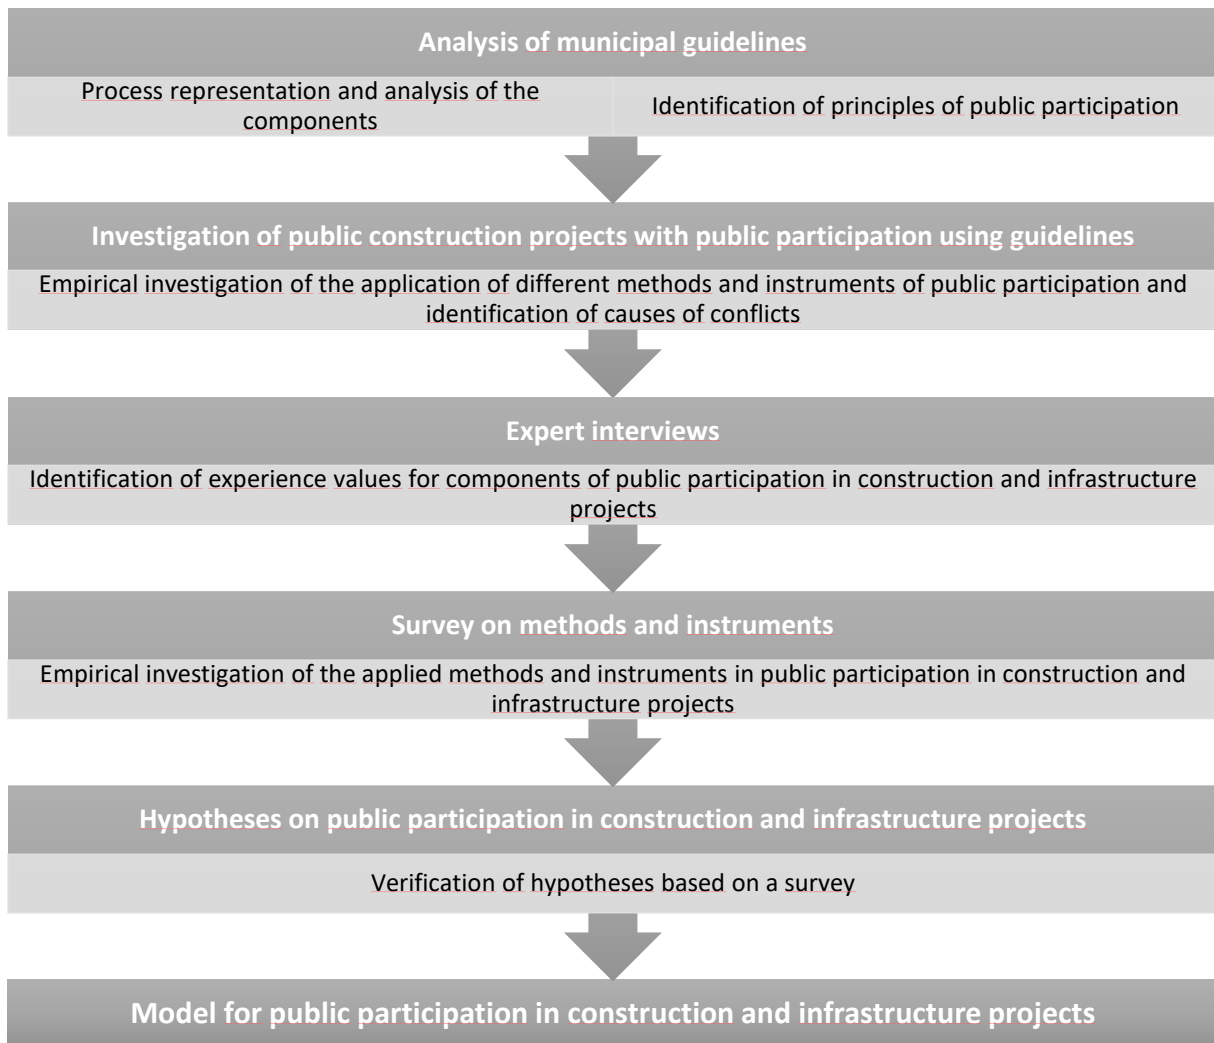 Analysis of municipal guidelines
Process representation and analysis of the
components
Identification of principles of public participation
Investigation of public construction projects with public participation using guidelines
Empirical investigation of the application of different methods and instruments of public participation and
identification of causes of conflicts
Expert interviews
Identification of experience values for components of public participation in construction and infrastructure
projects
Survey on methods and instruments
Empirical investigation of the applied methods and instruments in public participation in construction and
infrastructure projects
Hypotheses on public participation in construction and infrastructure projects
Verification of hypotheses based on a survey
Model for public participation in construction and infrastructure projects